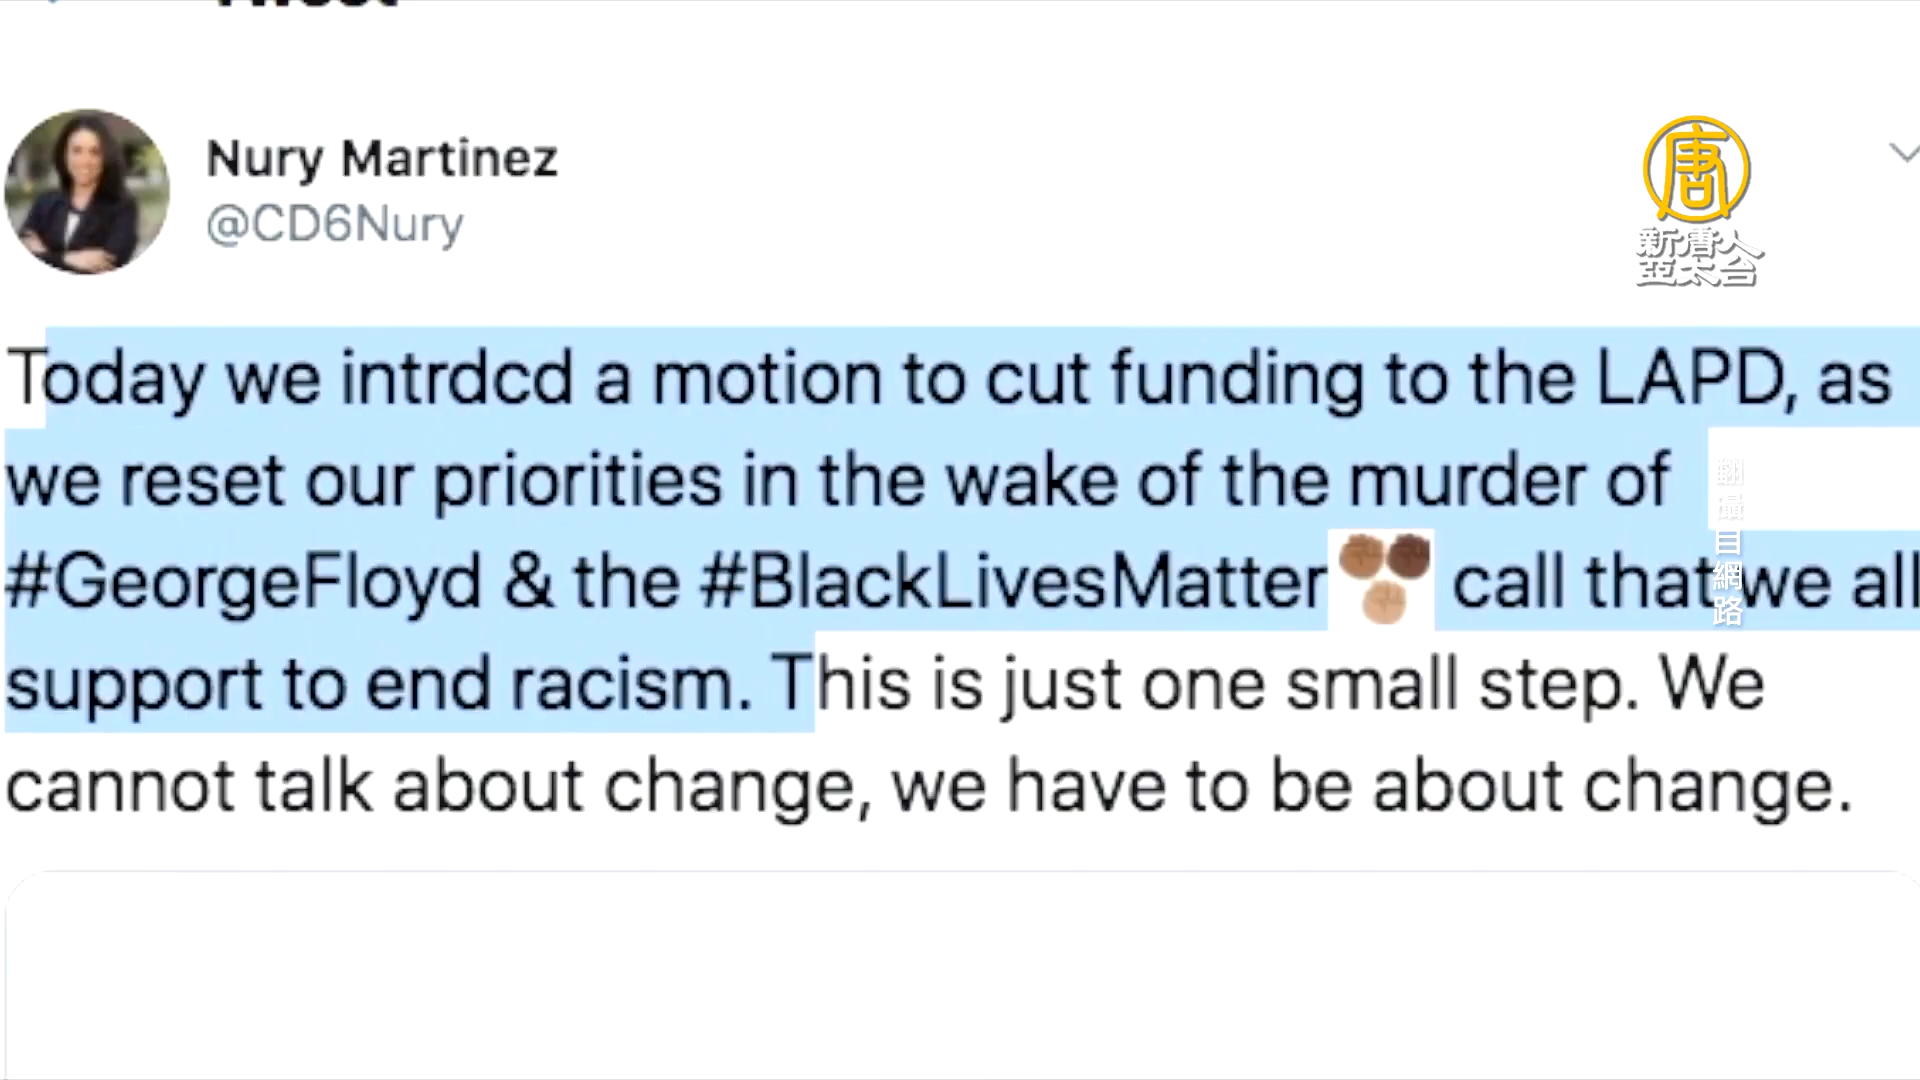 Nury Martinez
@CD6Nury
唐
新唐人
亞太台
Today we intrdcd a motion to cut funding to the LAPD, as
we reset our priorities in the wake of the murder of
#GeorgeFloyd & the #BlackLivesMatter✊🏾✊🏿✊🏼 call that we all
support to end racism. This is just one small step. We
cannot talk about change, we have to be about change.
翻攝自網路